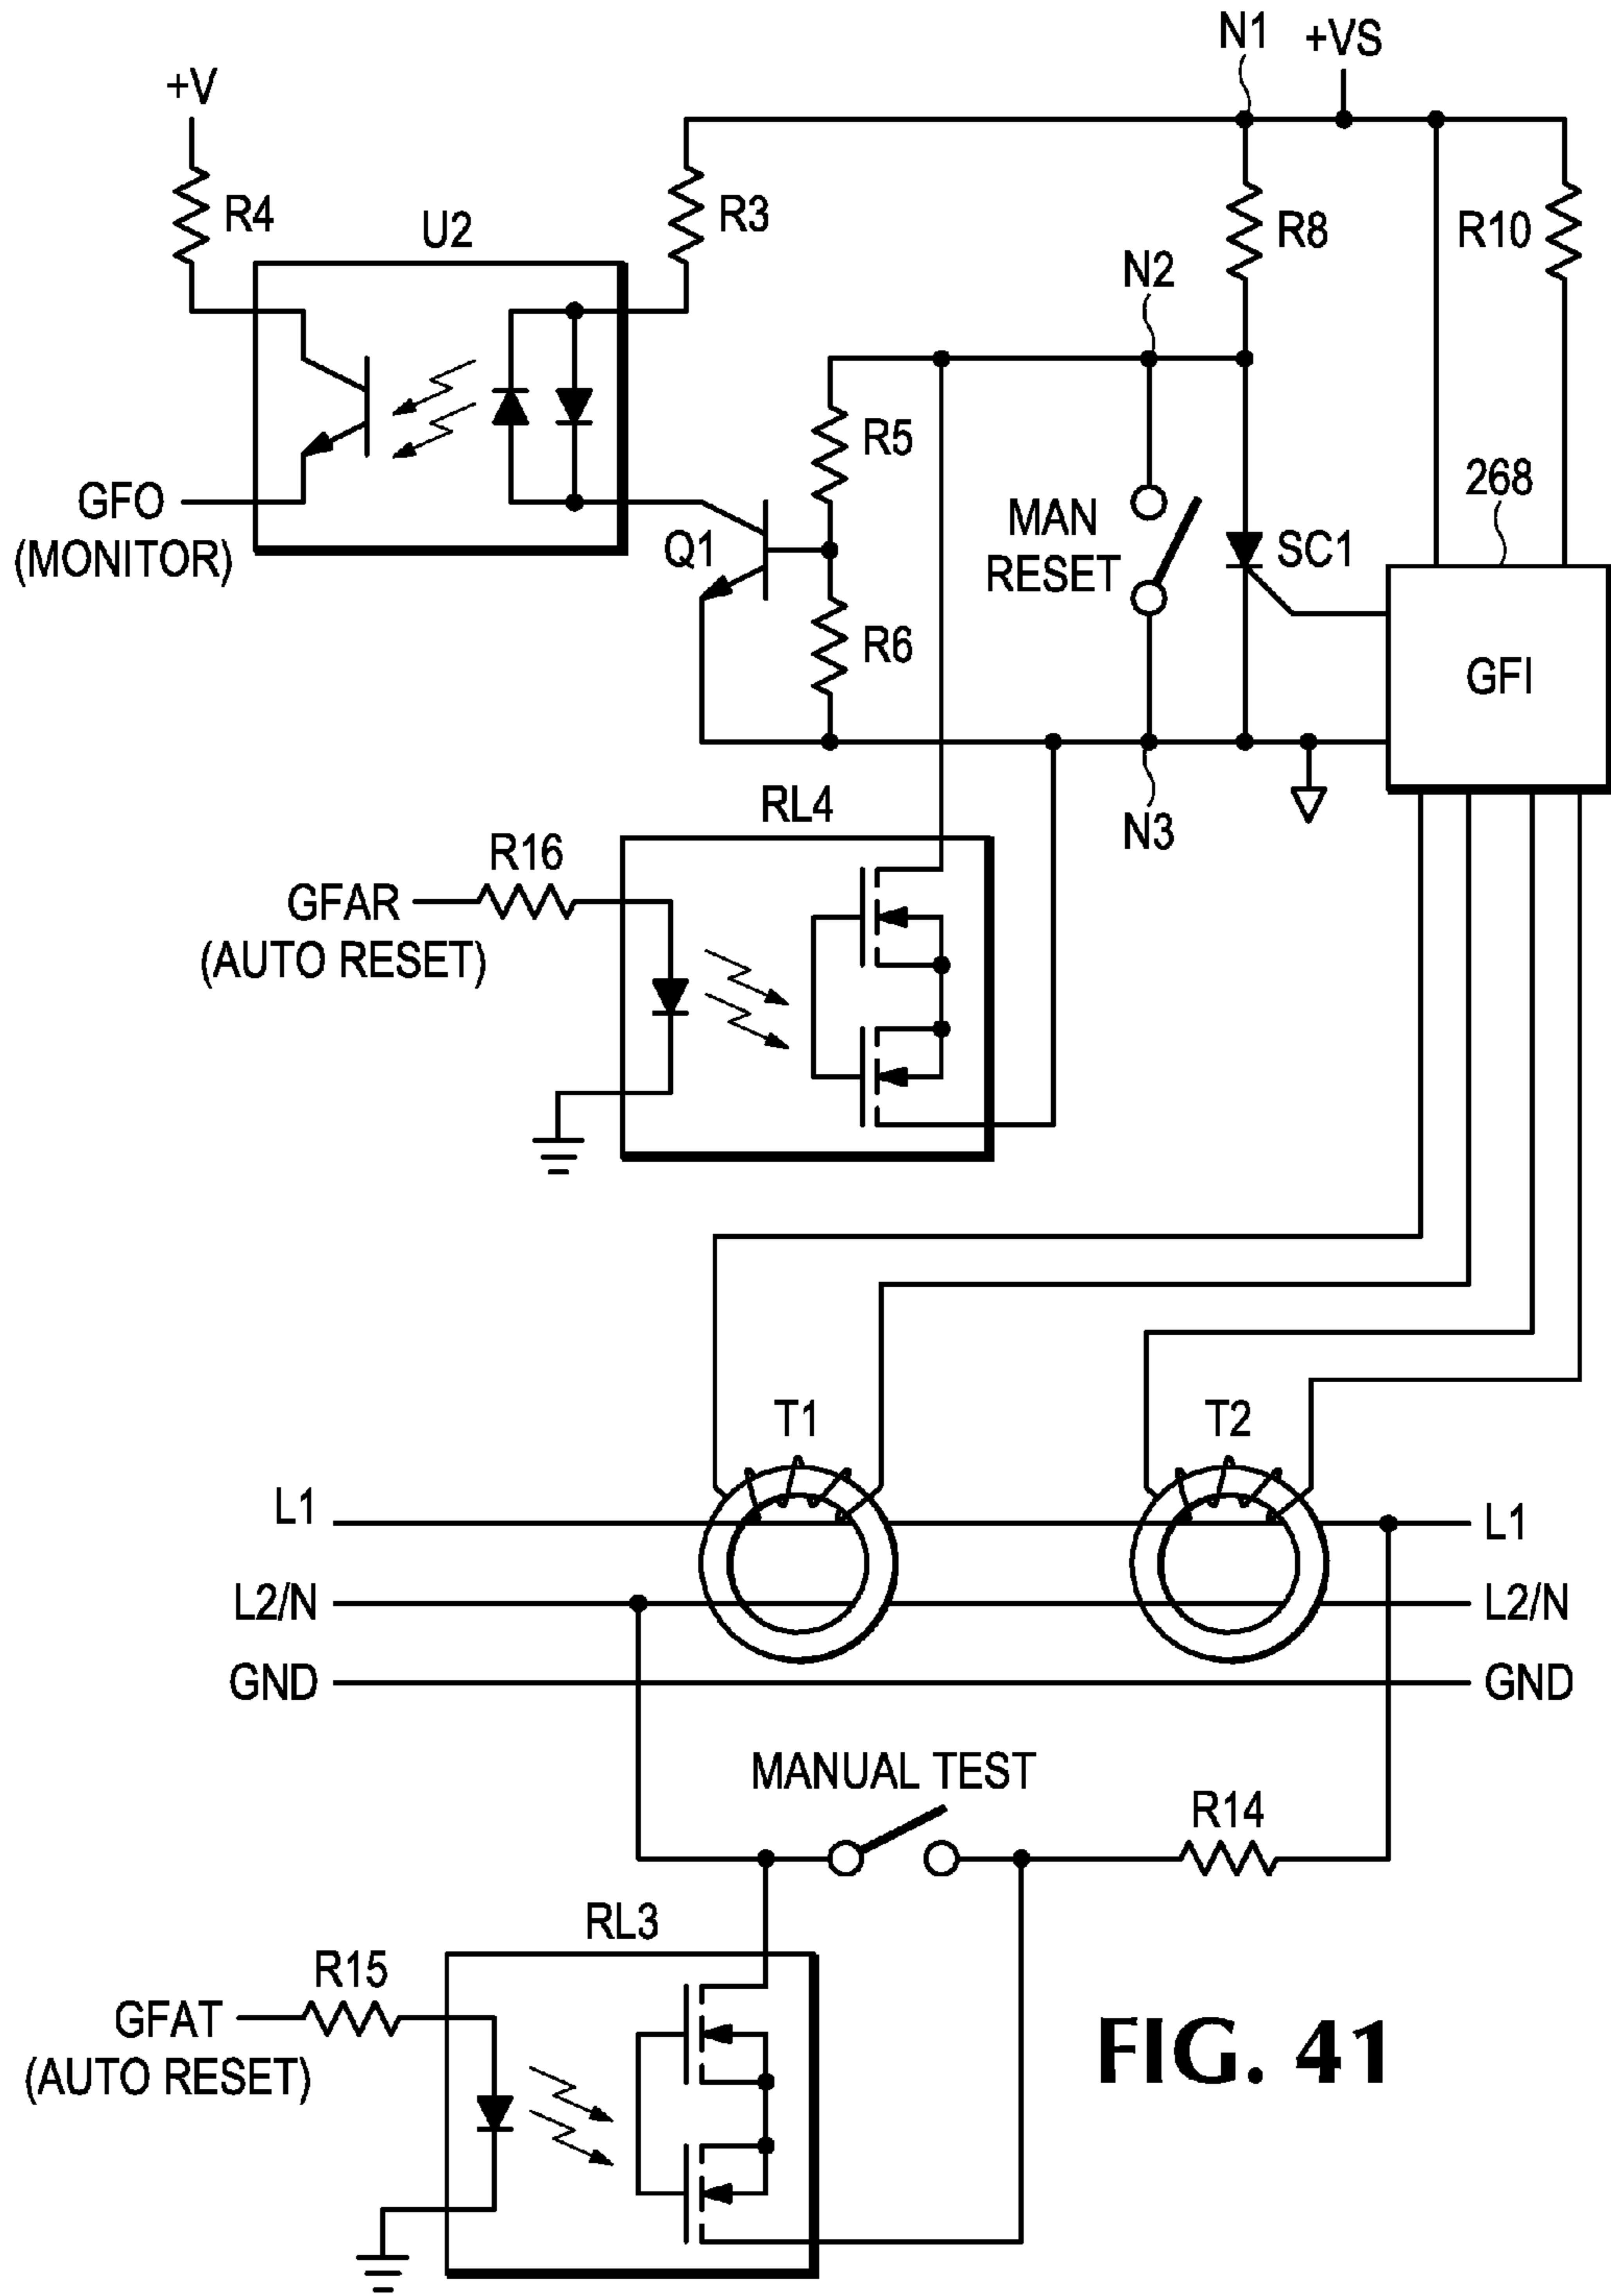 N1
+VS
+V
R4
U2
R3
R8
R10
N2
R5
268
GFO
(MONITOR)
Q1
MAN
RESET
SC1
R6
GFI
RL4
N3
R16
GFAR
(AUTO RESET)
T1
T2
L1
L1
L2/N
L2/N
GND
GND
MANUAL TEST
R14
RL3
R15
GFAT
(AUTO RESET)
FIG. 41